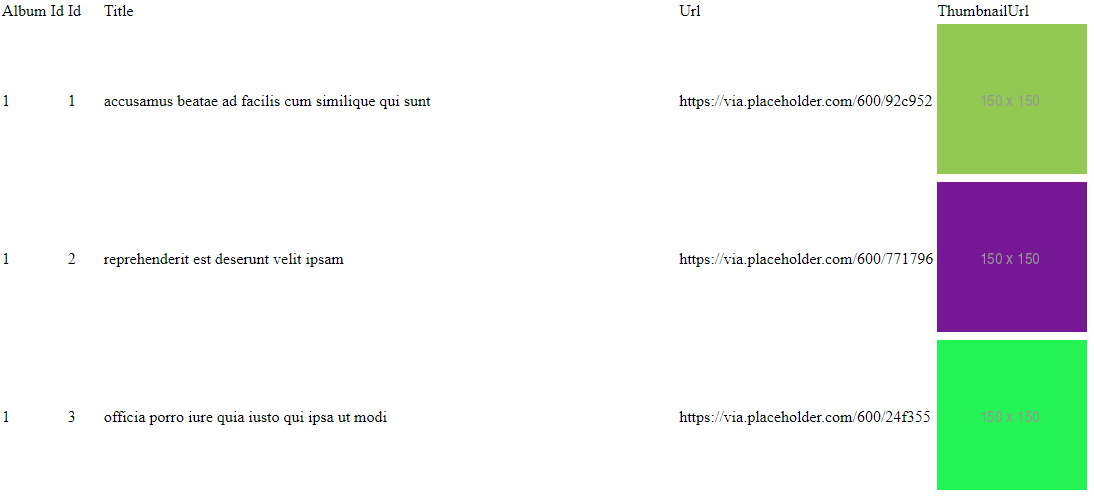 Album Id Id Title Url ThumbnailUrl
1 1 accusamus beatae ad facilis cum similique qui sunt https://via.placeholder.com/600/92c952 150 x 150
1 2 reprehenderit est deserunt velit ipsam https://via.placeholder.com/600/771796 150 x 150
1 3 officia porro iure quia iusto qui ipsa ut modi https://via.placeholder.com/600/24f355 150 x 150